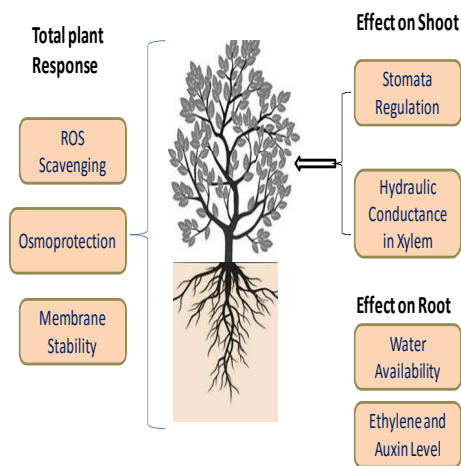 Total plant
Response
ROS
Scavenging
Osmoprotection
Membrane
Stability
Effect on Shoot
Stomata
Regulation
Hydraulic
Conductance
in Xylem
Effect on Root
Water
Availability
Ethylene and
Auxin Level